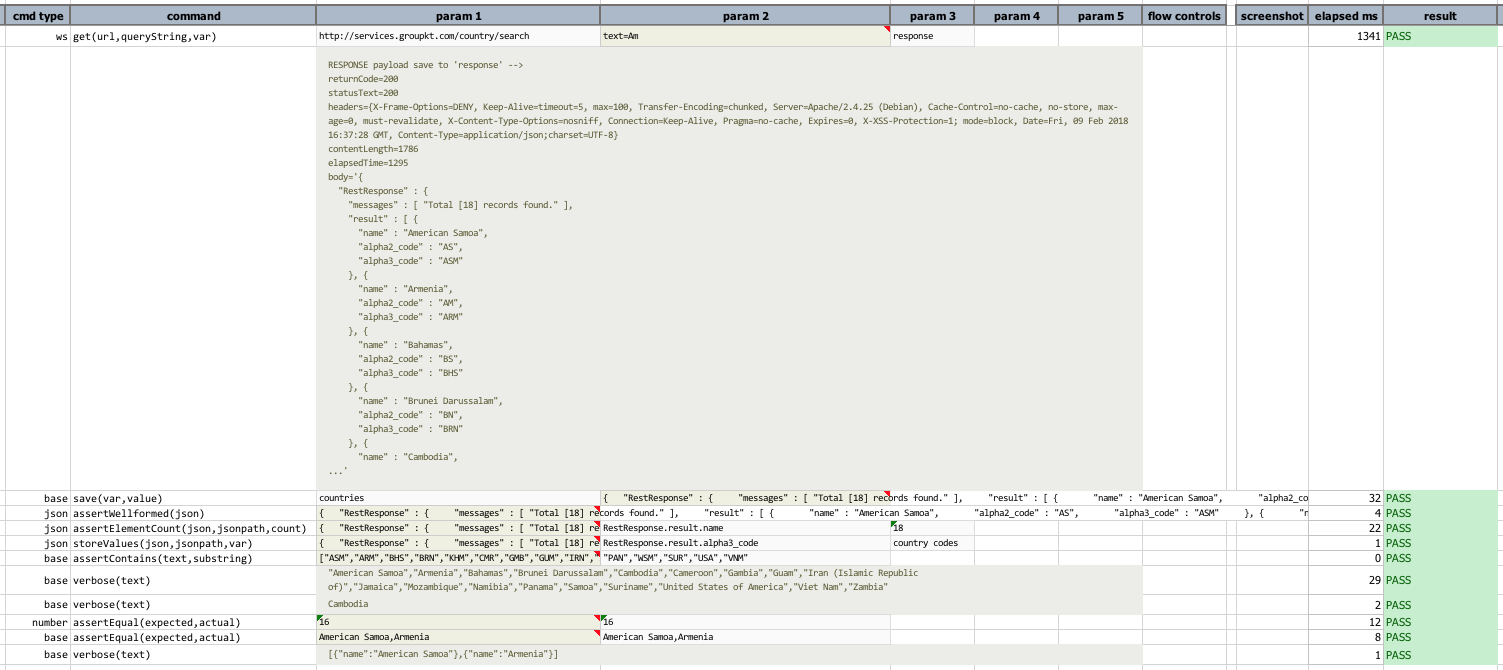 cmd type command param 1 param 2 param 3 param 4 param 5 flow controls screenshot elapsed ms result
ws get(url,queryString,var) http://services.groupkt.com/country/search text=Am response 1341 PASS
RESPONSE payload save to 'response' -->
returnCode=200
statusText=200
headers={X-Frame-Options=DENY, Keep-Alive=timeout=5, max=100, Transfer-Encoding=chunked, Server=Apache/2.4.25 (Debian), Cache-Control=no-cache, no-store, max-
age=0, must-revalidate, X-Content-Type-Options=nosniff, Connection=Keep-Alive, Pragma=no-cache, Expires=0, X-XSS-Protection=1; mode=block, Date=Fri, 09 Feb 2018
16:37:28 GMT, Content-Type=application/json;charset=UTF-8}
contentLength=1786
elapsedTime=1295
body='{
"RestResponse" : {
"messages" : [ "Total [18] records found." ],
"result" : [ {
"name" : "American Samoa",
"alpha2_code" : "AS",
"alpha3_code" : "ASM"
}, {
"name" : "Armenia",
"alpha2_code" : "AM",
"alpha3_code" : "ARM"
}, {
"name" : "Bahamas",
"alpha2_code" : "BS",
"alpha3_code" : "BHS"
}, {
"name" : "Brunei Darussalam",
"alpha2_code" : "BN",
"alpha3_code" : "BRN"
}, {
"name" : "Cambodia",
...'
base save(var,value) countries { "RestResponse" : { "messages" : [ "Total [18] records found." ], "result" : [ { "name" : "American Samoa", "alpha2_co 32 PASS
json assertWellformed(json) { "RestResponse" : { "messages" : [ "Total [18] records found." ], "result" : [ { "name" : "American Samoa", "alpha2_code" : "AS", "alpha3_code" : "ASM" }, { "n 4 PASS
json assertElementCount(json,jsonpath,count) { "RestResponse" : { "messages" : [ "Total [18] re RestResponse.result.name 18 22 PASS
json storeValues(json,jsonpath,var) { "RestResponse" : { "messages" : [ "Total [18] re RestResponse.result.alpha3_code country codes 1 PASS
base assertContains(text,substring) ["ASM","ARM","BHS","BRN","KHM","CMR","GMB","GUM","IRN"," "PAN","WSM","SUR","USA","VNM" 0 PASS
base verbose(text) "American Samoa","Armenia","Bahamas","Brunei Darussalam","Cambodia","Cameroon","Gambia","Guam","Iran (Islamic Republic 29 PASS
of)","Jamaica","Mozambique","Namibia","Panama","Samoa","Suriname","United States of America","Viet Nam","Zambia"
base verbose(text) Cambodia 2 PASS
number assertEqual(expected,actual) 16 16 12 PASS
base assertEqual(expected,actual) American Samoa,Armenia American Samoa,Armenia 8 PASS
base verbose(text) [{"name":"American Samoa"},{"name":"Armenia"}] 1 PASS